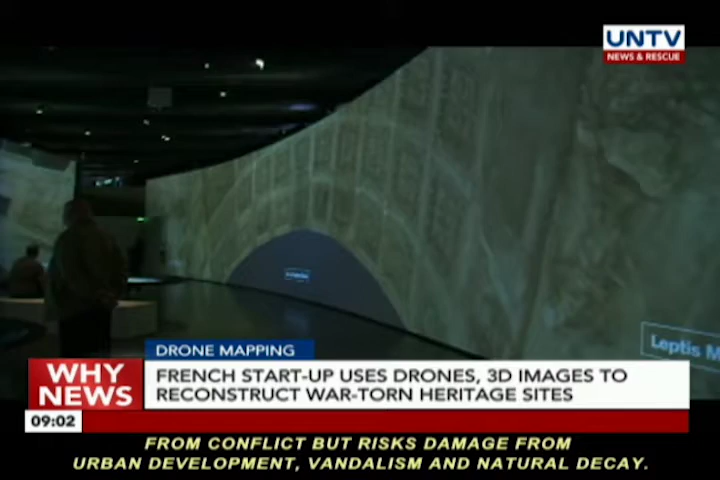 UNTV
NEWS & RESCUE
Leptis M
DRONE MAPPING
WHY
NEWS
FRENCH START-UP USES DRONES, 3D IMAGES TO
RECONSTRUCT WAR-TORN HERITAGE SITES
09:02
FROM CONFLICT BUT RISKS DAMAGE FROM
URBAN DEVELOPMENT, VANDALISM AND NATURAL DECAY.